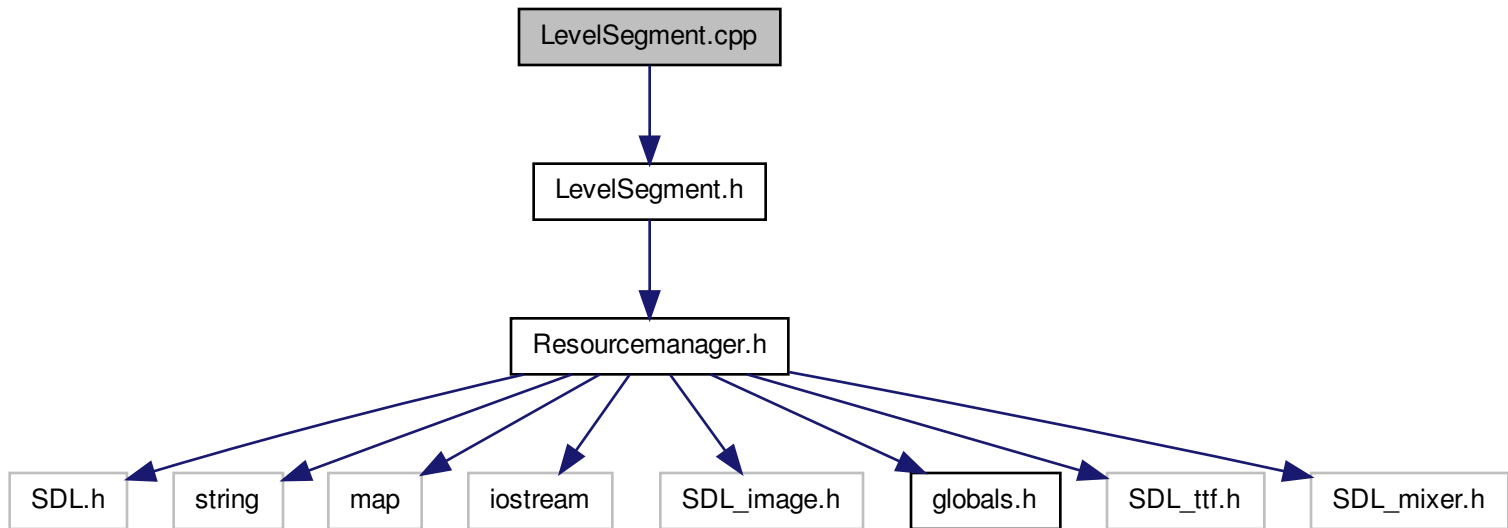 LevelSegment.cpp
LevelSegment.h
Resourcemanager.h
SDL.h
string
map
iostream
SDL_image.h
globals.h
SDL_ttf.h
SDL_mixer.h